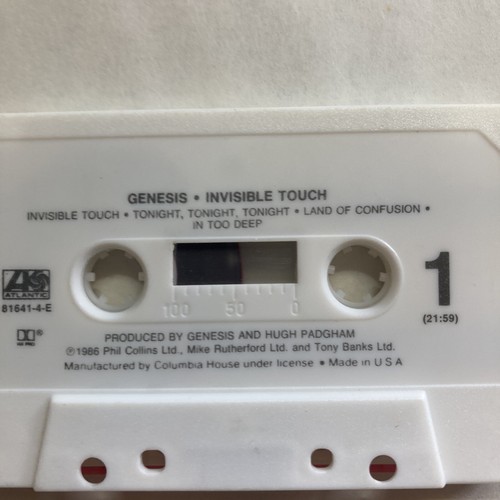 GENESIS • INVISIBLE TOUCH
INVISIBLE TOUCH • TONIGHT, TONIGHT, TONIGHT • LAND OF CONFUSION •
IN TOO DEEP
ATLANTIC
81641-4-E
100 50 0
1
(21:59)
PRODUCED BY GENESIS AND HUGH PADGHAM
℗1986 Phil Collins Ltd., Mike Rutherford Ltd. and Tony Banks Ltd.
Manufactured by Columbia House under license • Made in U S A